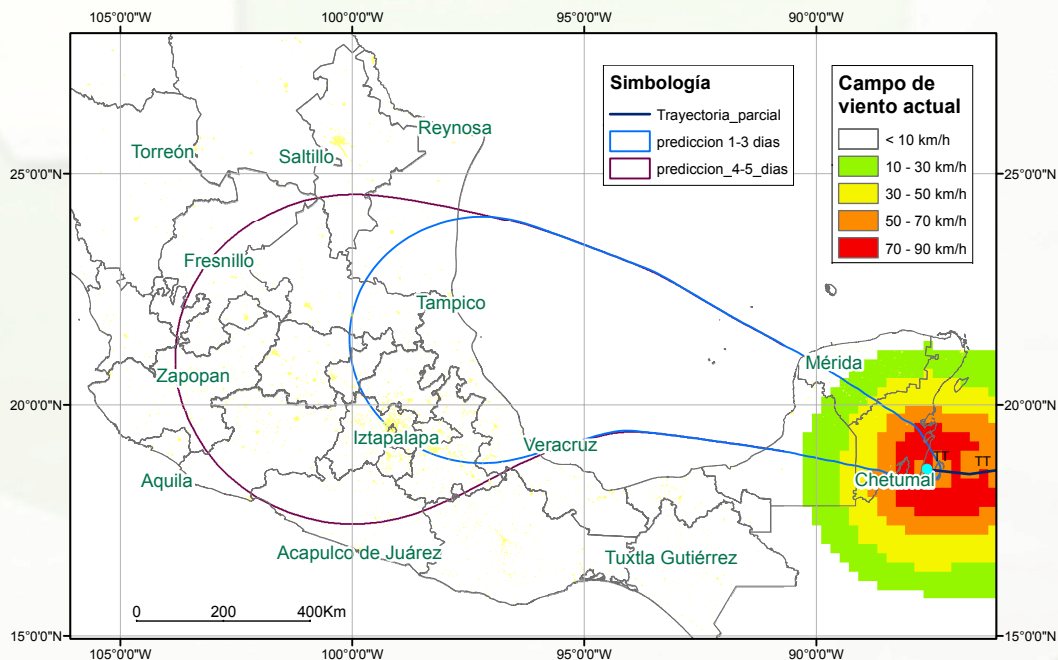 105°0'0"W 100°0'0"W 95°0'0"W 90°0'0"W
Simbología
Trayectoria_parcial
prediccion 1-3 dias
prediccion_4-5_dias
Campo de
viento actual
< 10 km/h
10 - 30 km/h
30 - 50 km/h
50 - 70 km/h
70 - 90 km/h
Reynosa
Torreón
Saltillo
25°0'0"N 25°0'0"N
Fresnillo
Tampico
Mérida
Zapopan
20°0'0"N 20°0'0"N
Iztapalapa
Veracruz
TT
TT
Aquila
Chetumal
Acapulco de Juárez
Tuxtla Gutiérrez
0 200 400Km
15°0'0"N 15°0'0"N
105°0'0"W 100°0'0"W 95°0'0"W 90°0'0"W